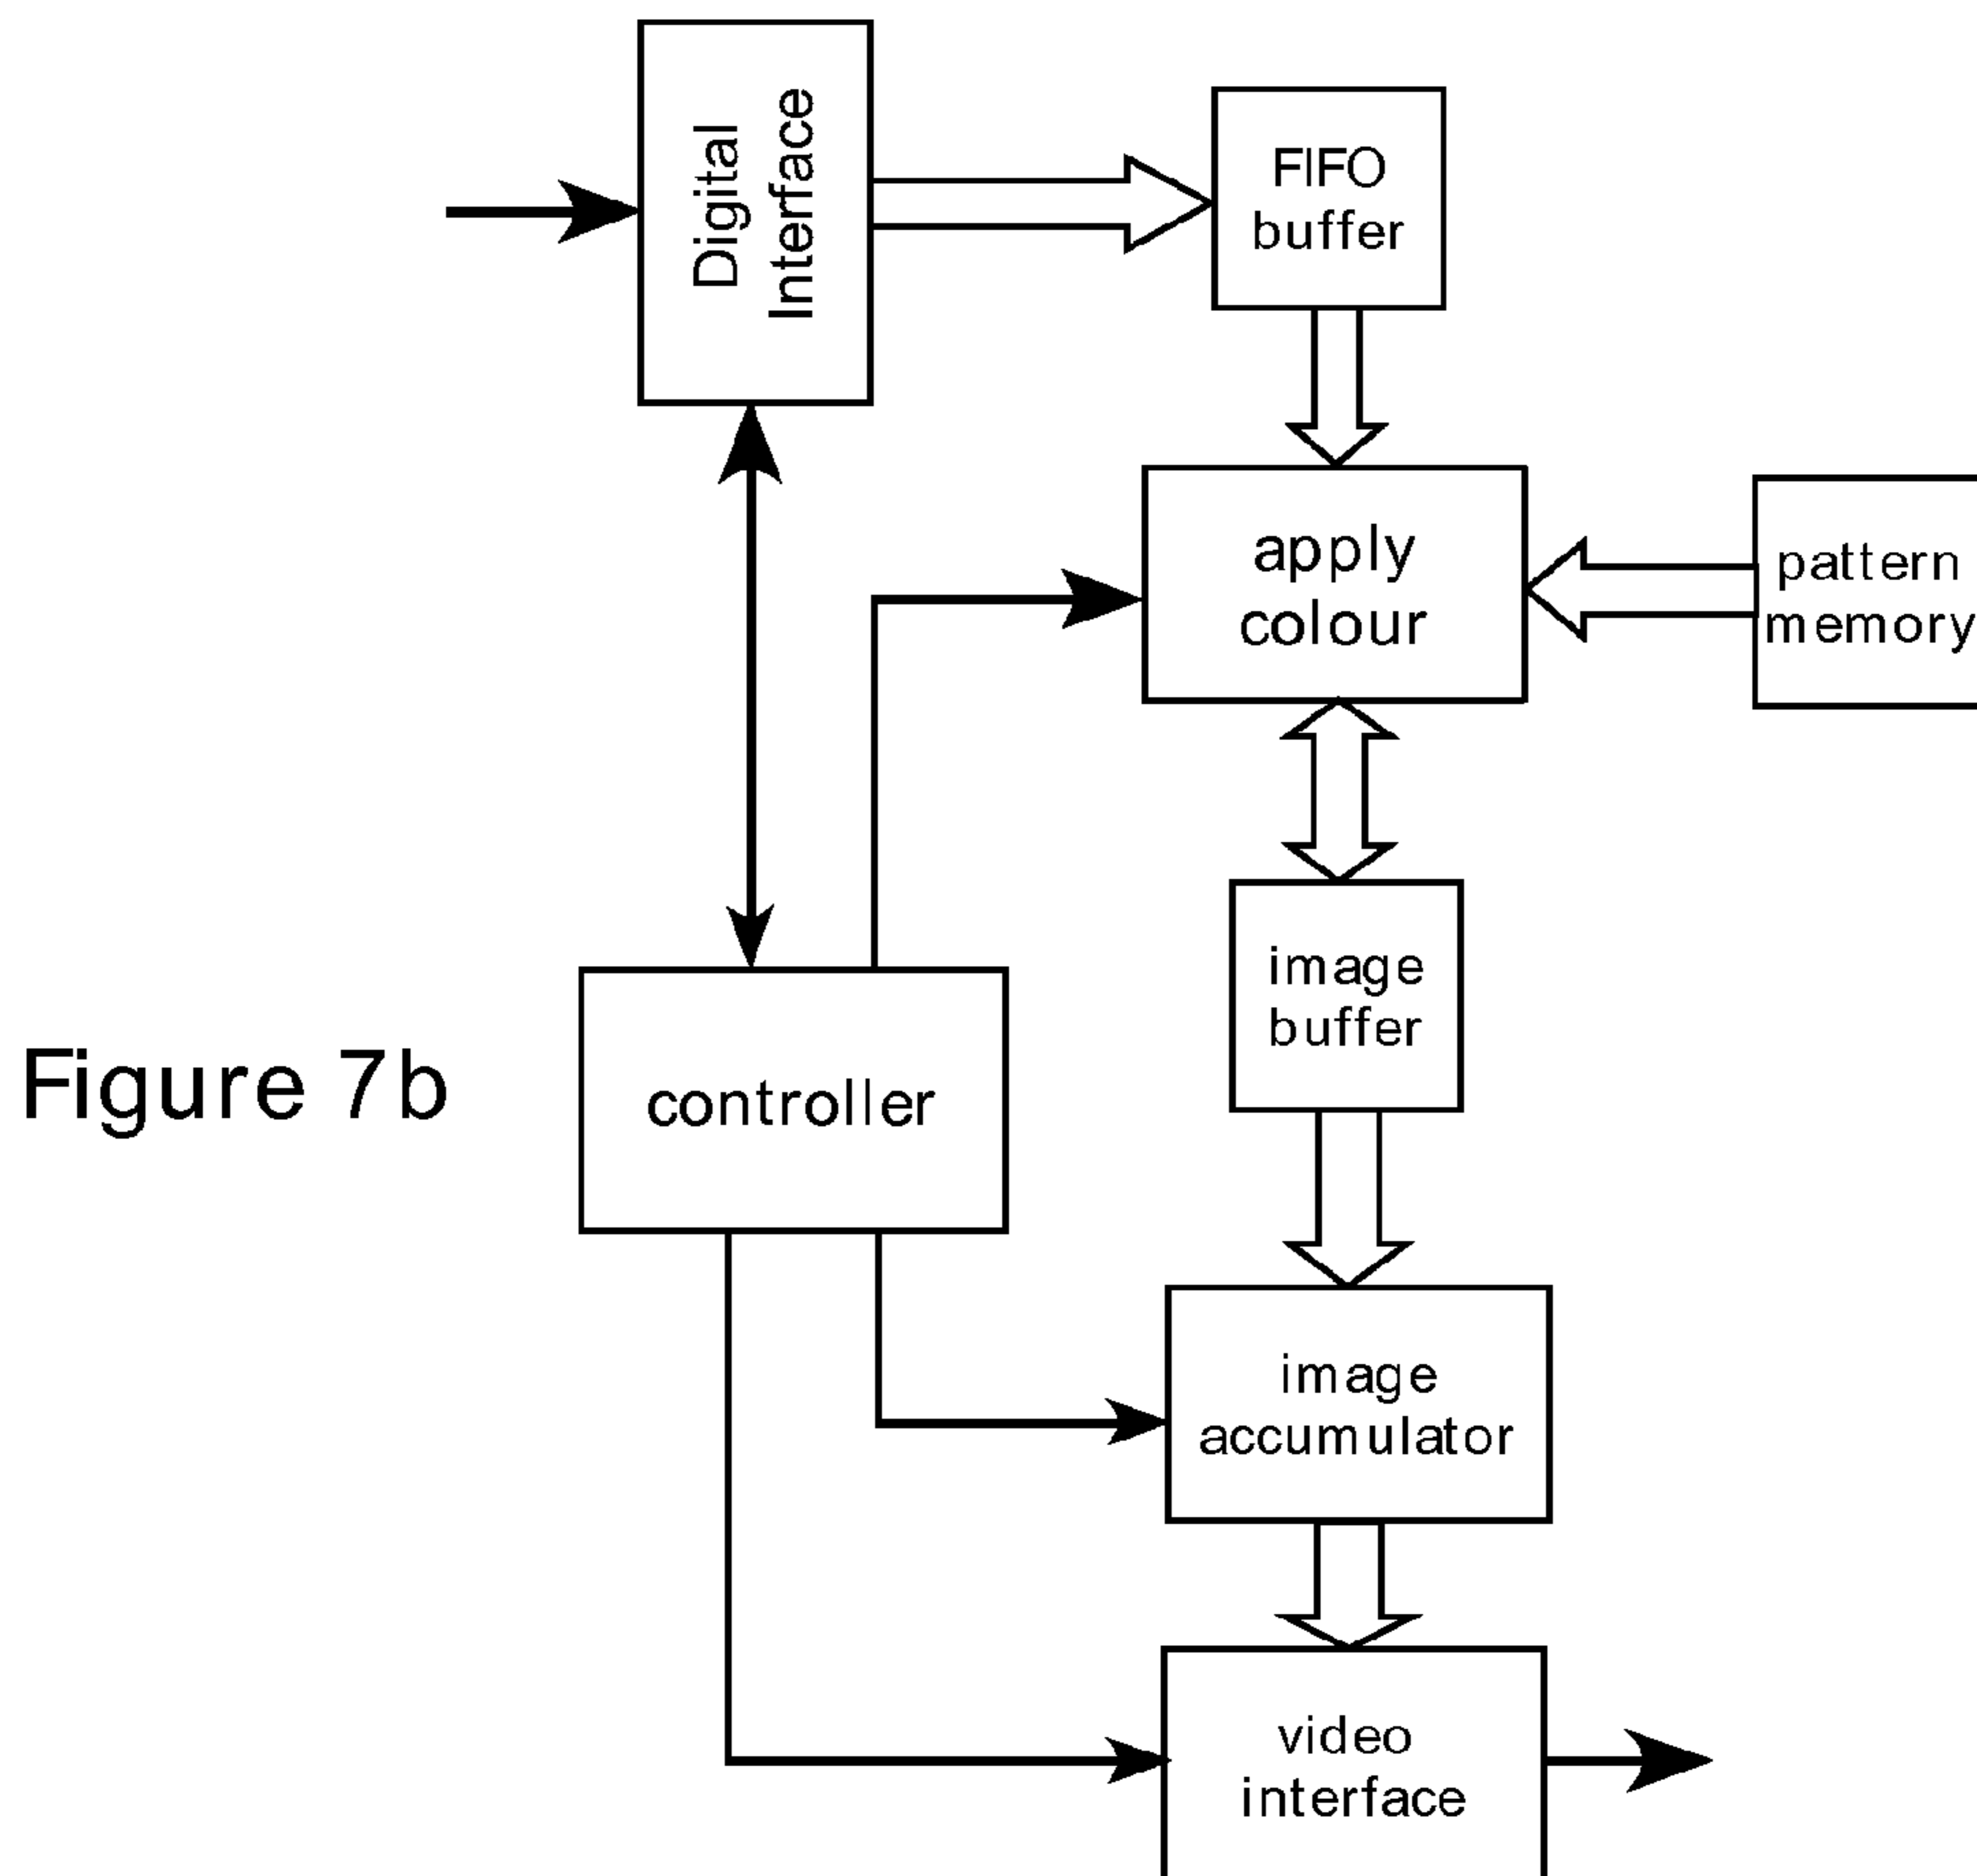 Digital
Interface
FIFO
buffer
apply
colour
pattern
memory
image
buffer
Figure 7b
controller
image
accumulator
video
interface